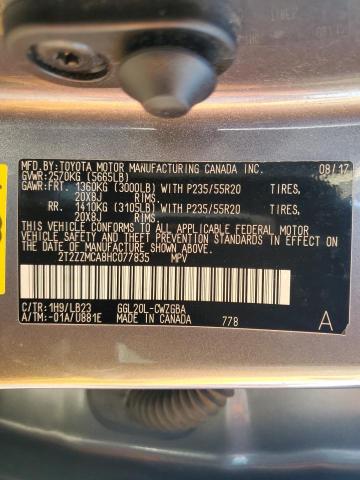 MFD.BY:TOYOTA MOTOR MANUFACTURING CANADA INC. 08/17
GVWR:2570KG (5665LB)
GAWR:FRT. 1360KG (3000LB) WITH P235/55R20 TIRES,
20X8J RIMS,
RR. 1410KG (3105LB) WITH P235/55R20 TIRES,
20X8J RIMS,
THIS VEHICLE CONFORMS TO ALL APPLICABLE FEDERAL MOTOR
VEHICLE SAFETY AND THEFT PREVENTION STANDARDS IN
EFFECT ON THE DATE OF MANUFACTURE SHOWN ABOVE.
2T2ZZMCA8HC077835 MPV
C/TR:1H9/LB23 GGL20L-CWZGBA
A/TM:-01A/U881E MADE IN CANADA 778 A